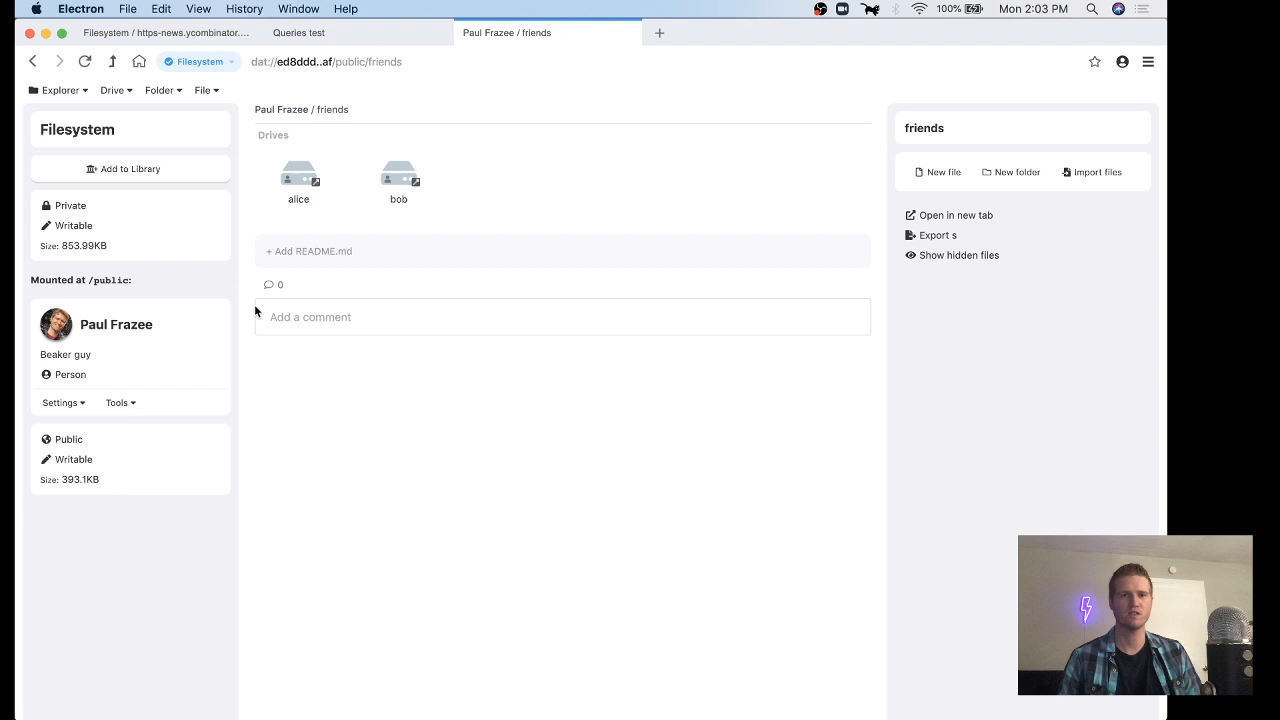 Electron File Edit View History Window Help 100% Mon 2:03 PM
Filesystem / https-news.ycombinator.... Queries test Paul Frazee / friends
Filesystem dat://ed8ddd..af/public/friends
Explorer Drive Folder File
Filesystem
Add to Library
Private
Writable
Size: 853.99KB
Mounted at /public:
Paul Frazee
Beaker guy
Person
Settings Tools
Public
Writable
Size: 393.1KB
Paul Frazee / friends
Drives
alice bob
+ Add README.md
0
Add a comment
friends
New file New folder Import files
Open in new tab
Export s
Show hidden files